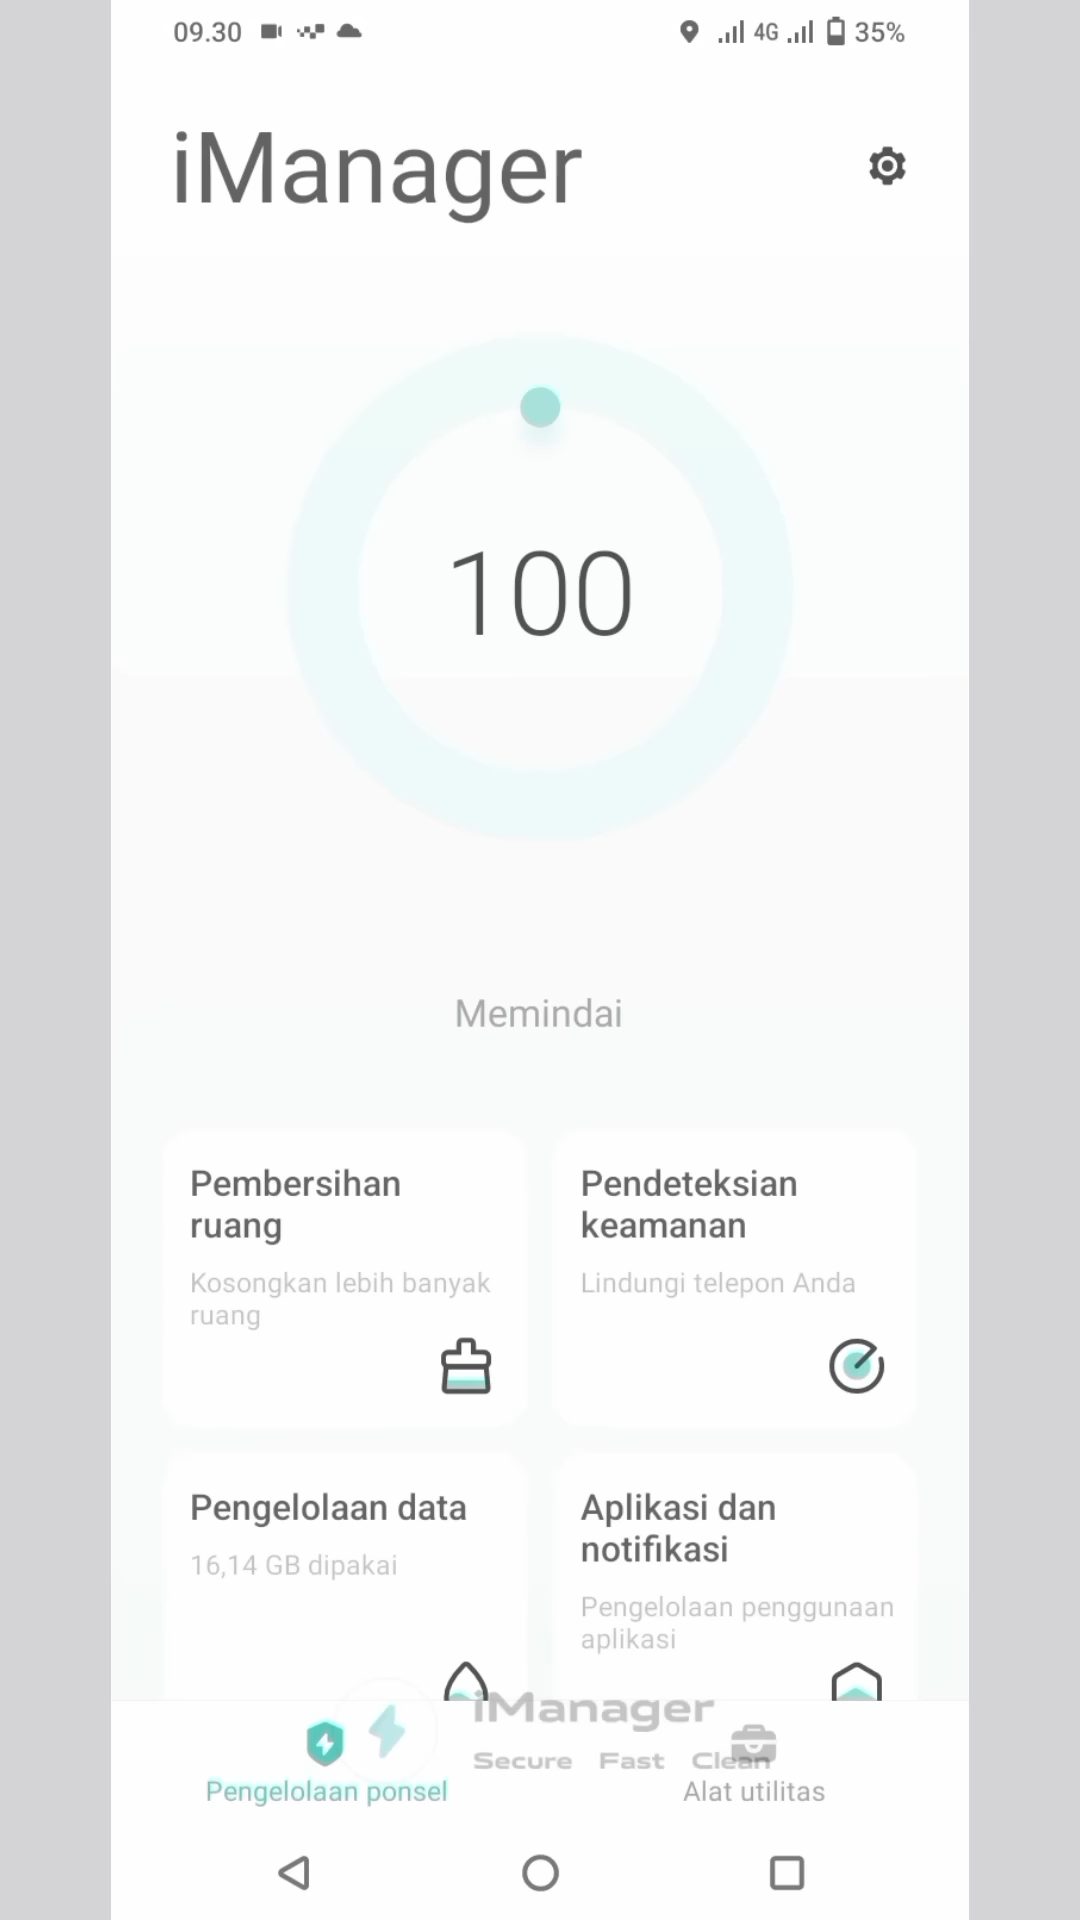 09.30 4G 35%
iManager
100
Memindai
Pembersihan
ruang
Kosongkan lebih banyak
ruang
Pendeteksian
keamanan
Lindungi telepon Anda
Pengelolaan data
16,14 GB dipakai
Aplikasi dan
notifikasi
Pengelolaan penggunaan
aplikasi
iManager
Secure Fast Clean
Pengelolaan ponsel
Alat utilitas